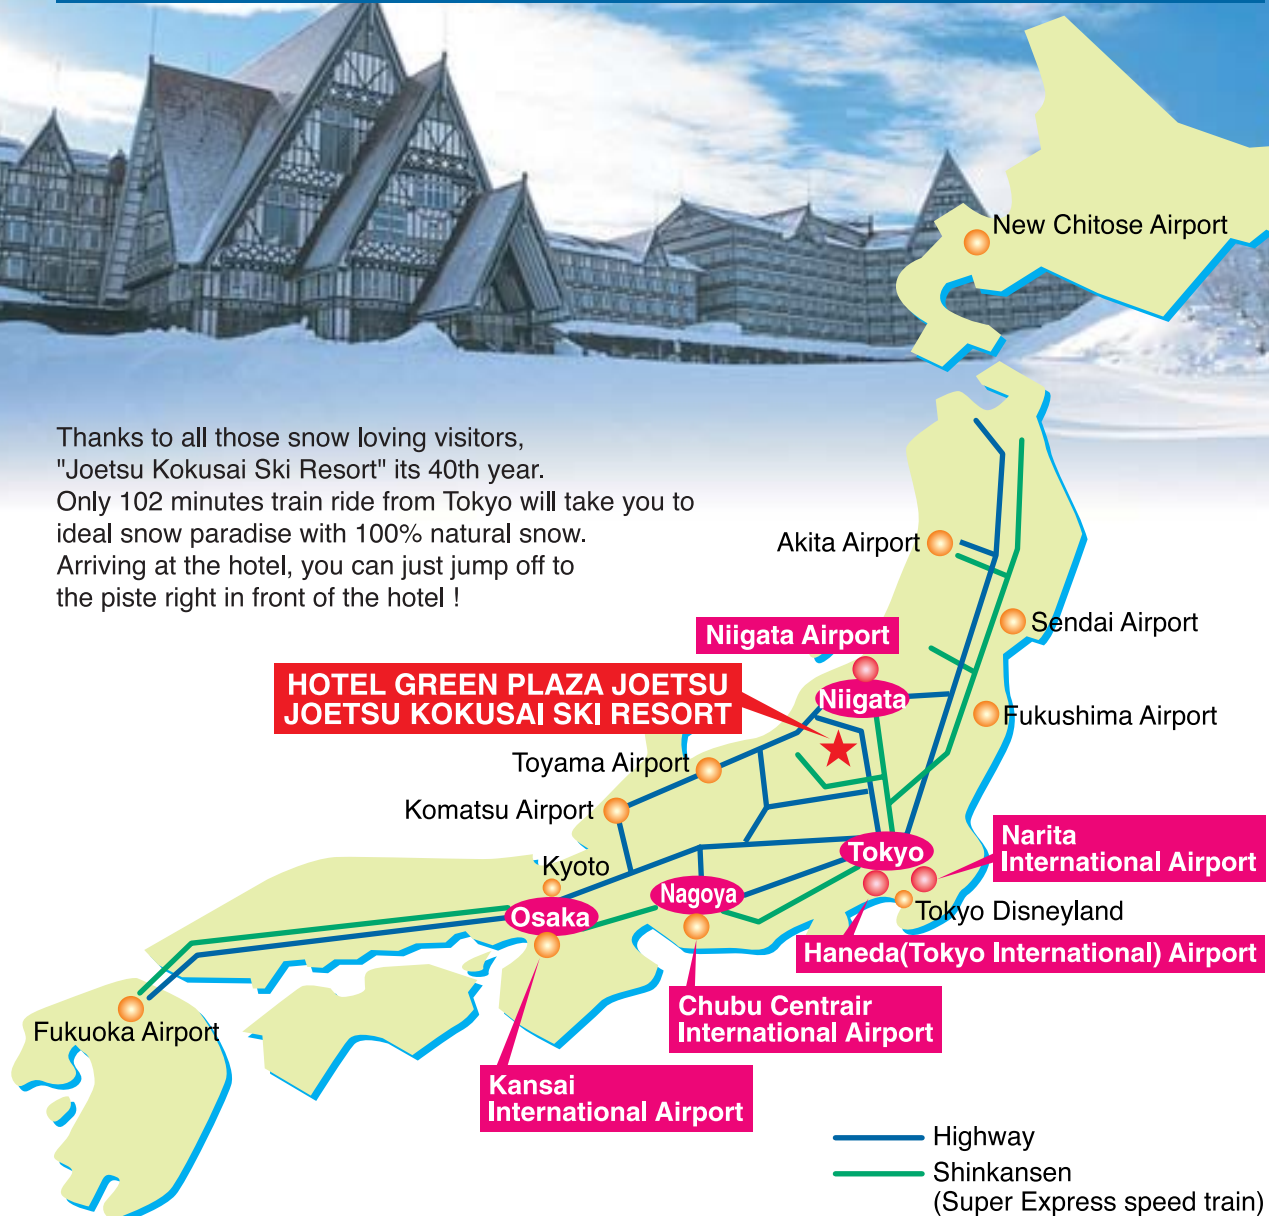 New Chitose Airport
Thanks to all those snow loving visitors,
"Joetsu Kokusai Ski Resort" its 40th year.
Only 102 minutes train ride from Tokyo will take you to
ideal snow paradise with 100% natural snow.
Arriving at the hotel, you can just jump off to
the piste right in front of the hotel !
Akita Airport
Sendai Airport
Niigata Airport
HOTEL GREEN PLAZA JOETSU
JOETSU KOKUSAI SKI RESORT
Niigata
Fukushima Airport
Toyama Airport
Komatsu Airport
Narita
International Airport
Tokyo
Kyoto
Nagoya
Osaka
Tokyo Disneyland
Haneda(Tokyo International) Airport
Chubu Centrair
International Airport
Fukuoka Airport
Kansai
International Airport
Highway
Shinkansen
(Super Express speed train)